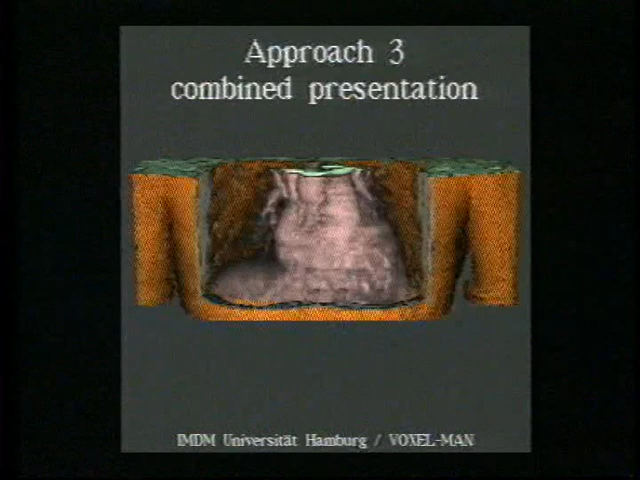 Approach 3
combined presentation
IMDM Universität Hamburg / VOXEL-MAN